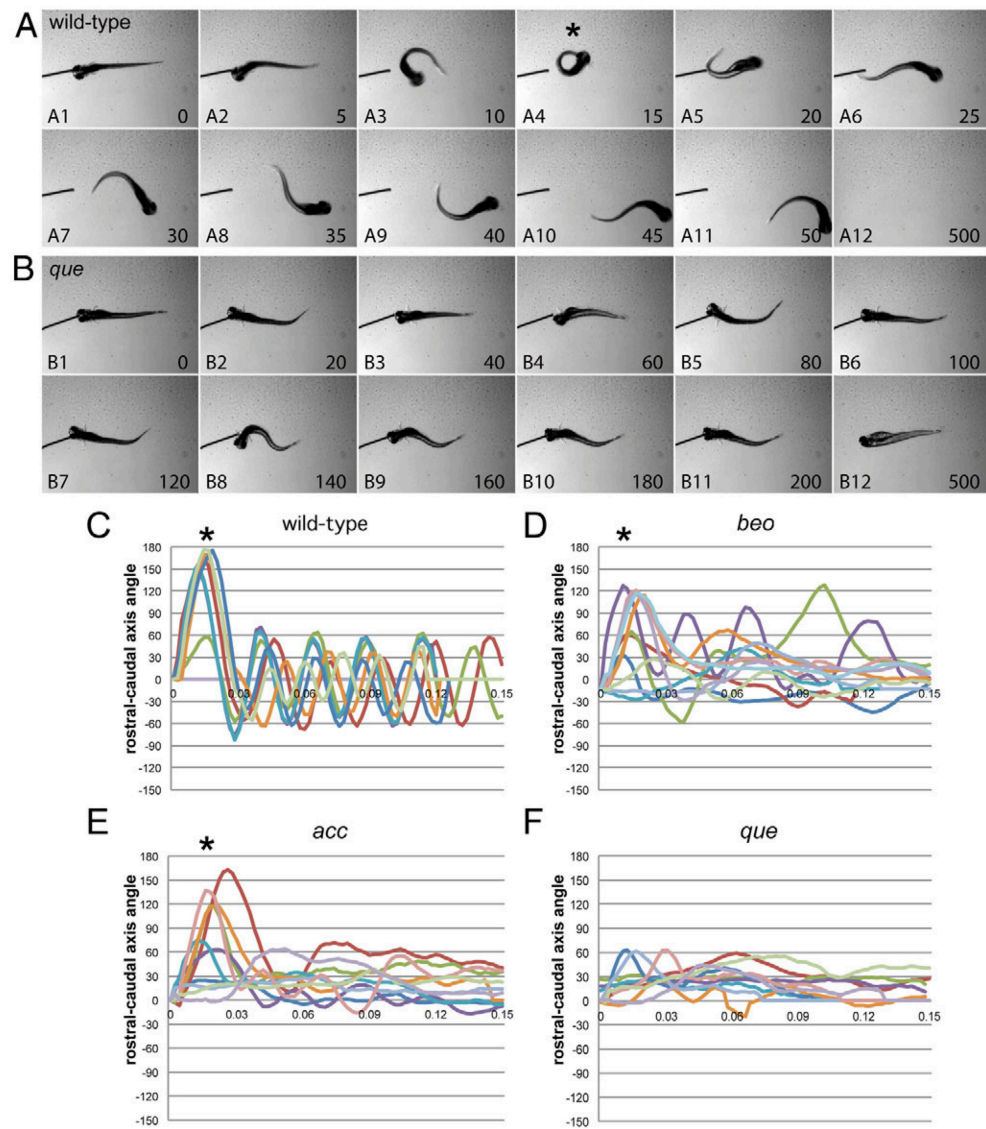 A wild-type *
A1 0 A2 5 A3 10 A4 15 A5 20 A6 25
A7 30 A8 35 A9 40 A10 45 A11 50 A12 500
B que
B1 0 B2 20 B3 40 B4 60 B5 80 B6 100
B7 120 B8 140 B9 160 B10 180 B11 200 B12 500
C wild-type
*
rostral-caudal axis angle
180
150
120
90
60
30
0
-30
-60
-90
-120
-150
0 0.03 0.06 0.09 0.12 0.15
D beo
*
rostral-caudal axis angle
180
150
120
90
60
30
0
-30
-60
-90
-120
-150
0 0.03 0.06 0.09 0.12 0.15
E acc
*
rostral-caudal axis angle
180
150
120
90
60
30
0
-30
-60
-90
-120
-150
0 0.03 0.06 0.09 0.12 0.15
F que
rostral-caudal axis angle
180
150
120
90
60
30
0
-30
-60
-90
-120
-150
0 0.03 0.06 0.09 0.12 0.15